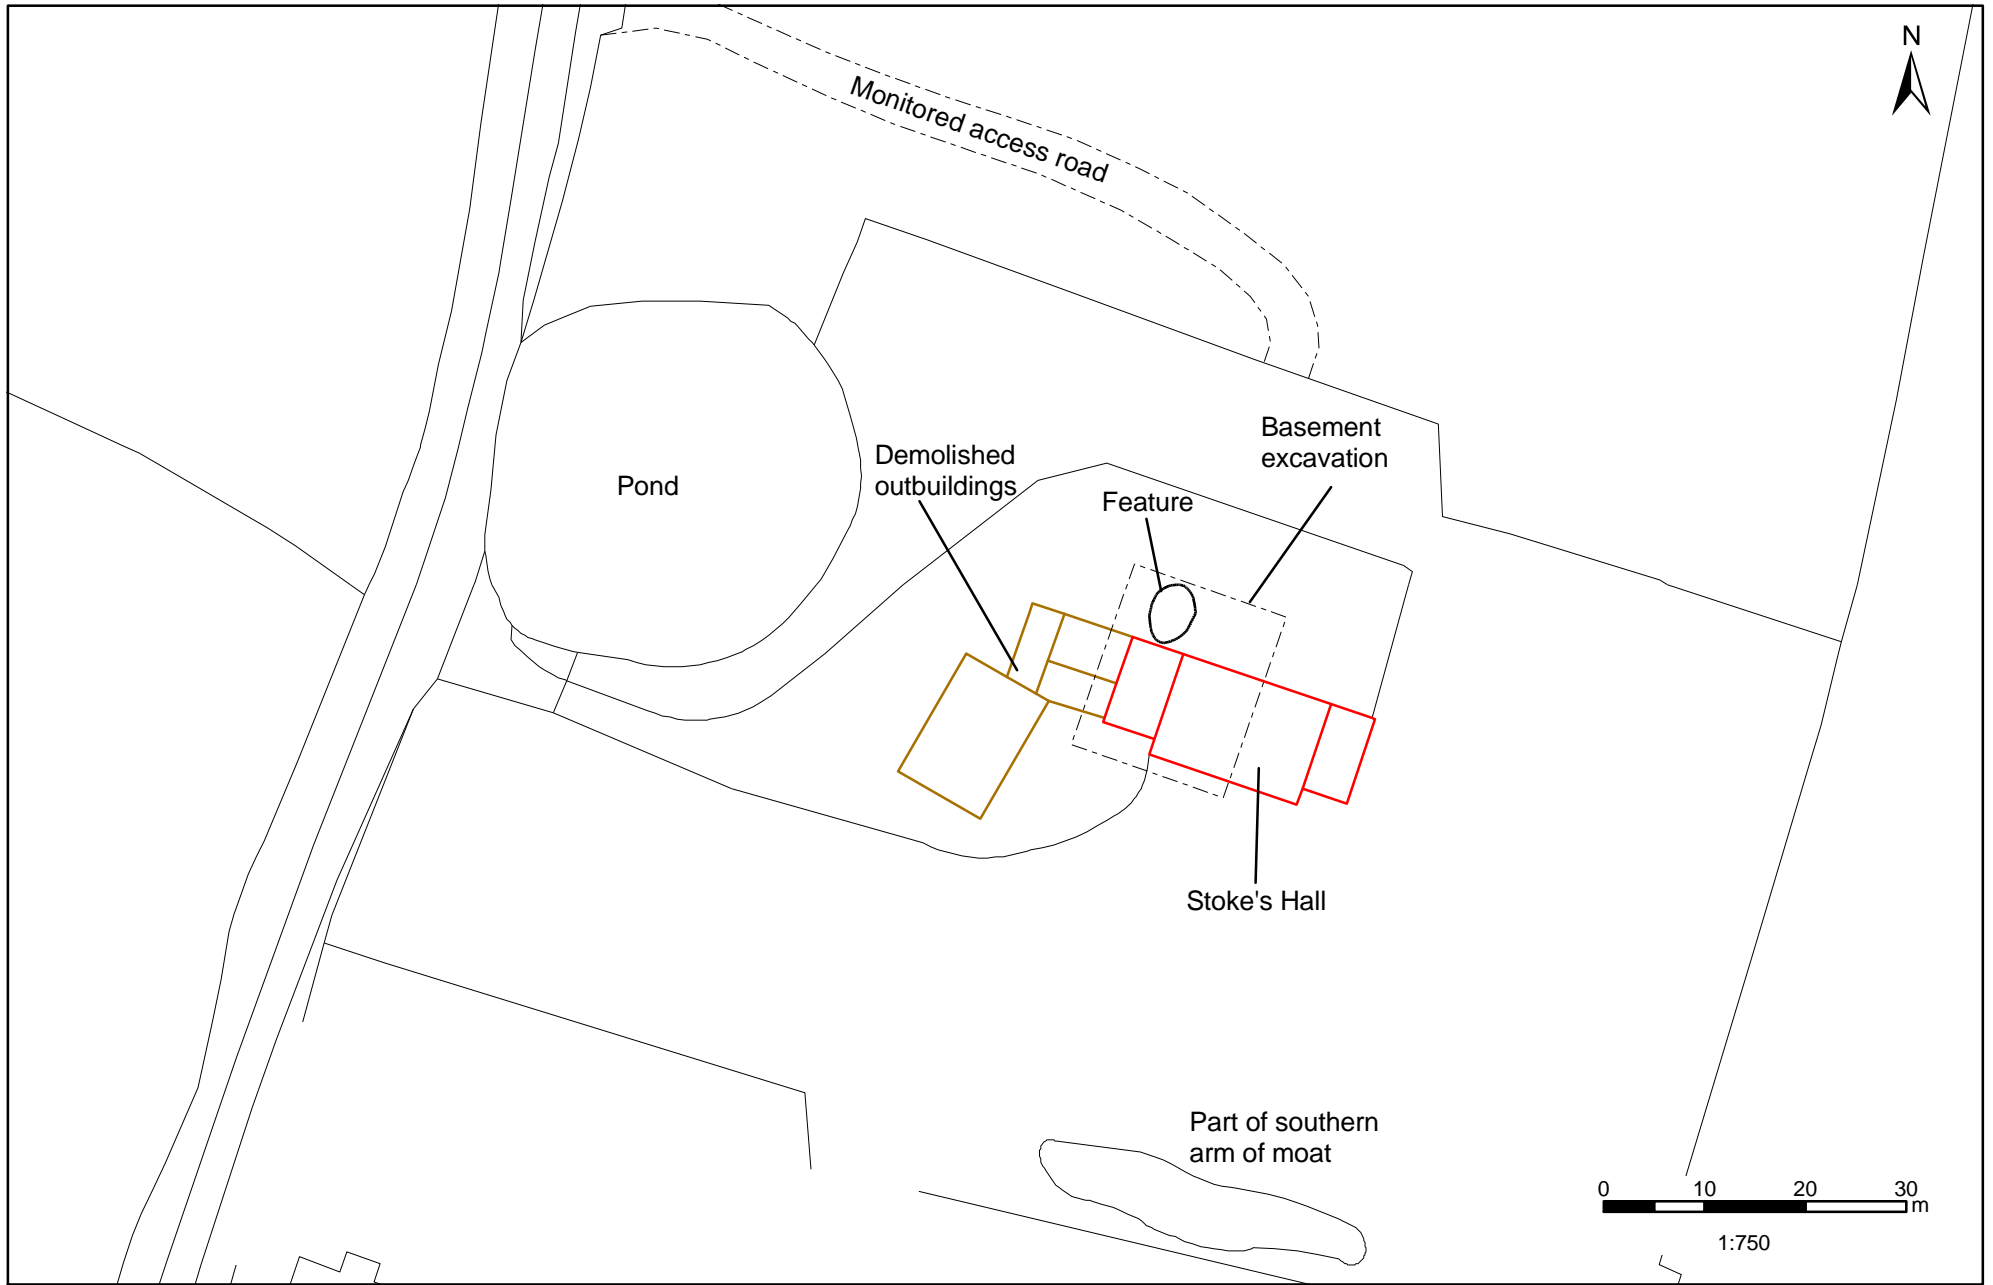 N
Monitored access road
Basement
excavation
Demolished
outbuildings
Pond
Feature
Stoke's Hall
Part of southern
arm of moat
0 10 20 30
m
1:750